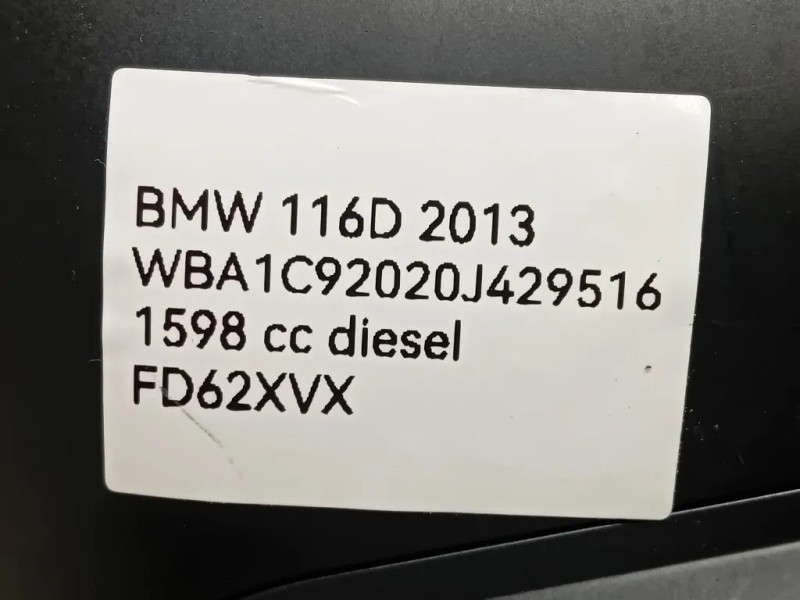 BMW 116D 2013
WBA1C92020J429516
1598 cc diesel
FD62XVX